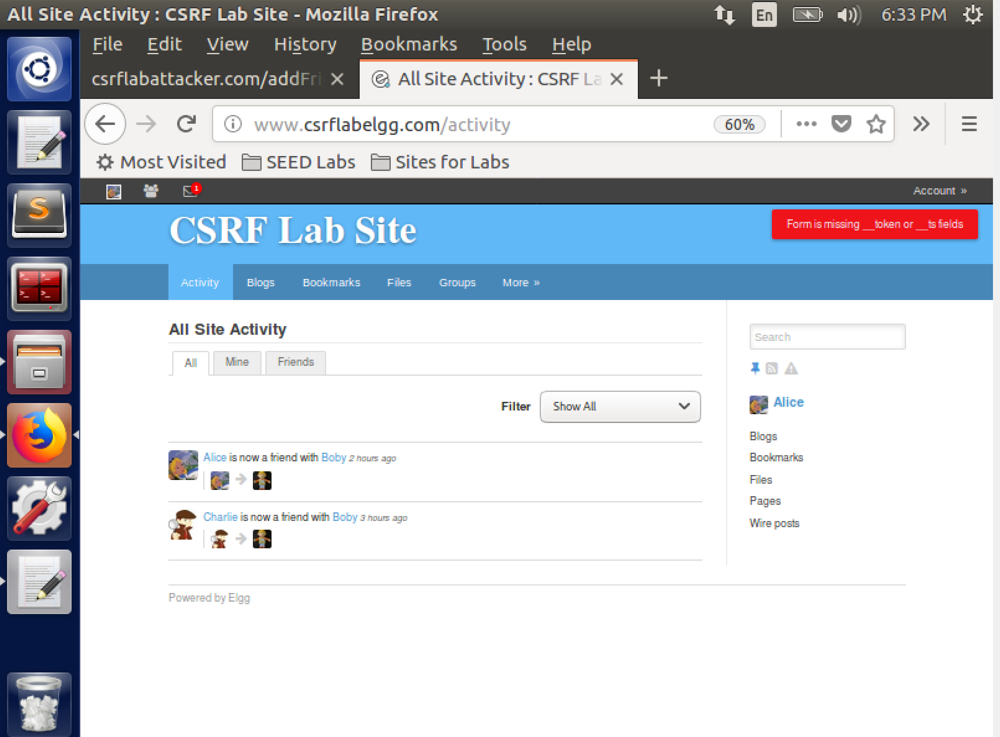 All Site Activity : CSRF Lab Site - Mozilla Firefox
En
6:33 PM
File Edit View History Bookmarks Tools Help
csrflabattacker.com/addFri
All Site Activity : CSRF La
www.csrflabelgg.com/activity
60%
Most Visited SEED Labs Sites for Labs
1
Account »
CSRF Lab Site
Form is missing __token or __ts fields
Activity Blogs Bookmarks Files Groups More »
All Site Activity
All Mine Friends
Filter Show All
Alice is now a friend with Boby 2 hours ago
Charlie is now a friend with Boby 3 hours ago
Powered by Elgg
Search
Alice
Blogs
Bookmarks
Files
Pages
Wire posts